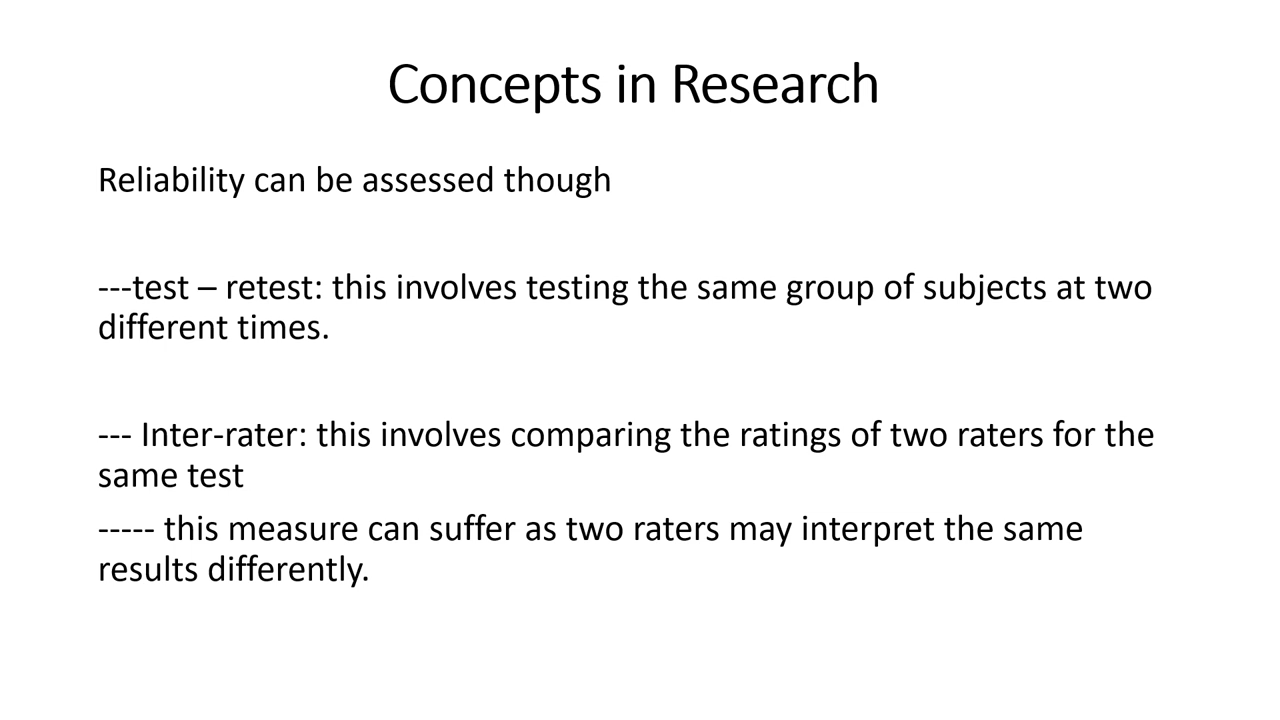 Concepts in Research
Reliability can be assessed though
---test – retest: this involves testing the same group of subjects at two
different times.
--- Inter-rater: this involves comparing the ratings of two raters for the
same test
----- this measure can suffer as two raters may interpret the same
results differently.